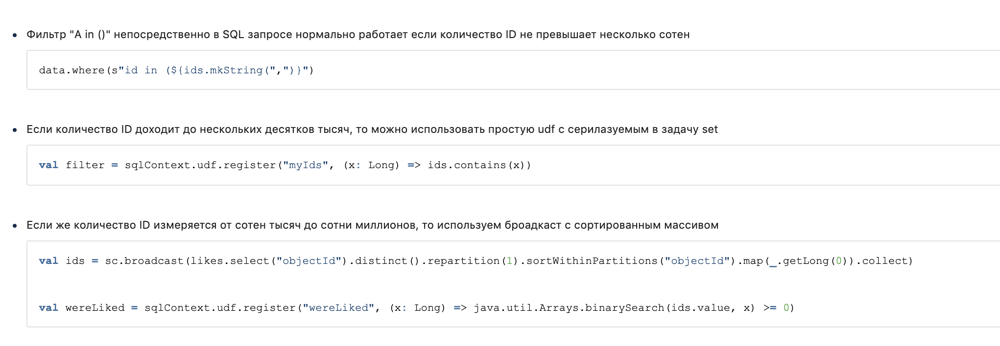 Фильтр "A in ()" непосредственно в SQL запросе нормально работает если количество ID не превышает несколько сотен
data.where(s"id in (${ids.mkString(",")}")
Если количество ID доходит до нескольких десятков тысяч, то можно использовать простую udf с серилазуемым в задачу set
val filter = sqlContext.udf.register("myIds", (x: Long) => ids.contains(x))
Если же количество ID измеряется от сотен тысяч до сотни миллионов, то используем броадкаст с сортированным массивом
val ids = sc.broadcast(likes.select("objectId").distinct().repartition(1).sortWithinPartitions("objectId").map(_.getLong(0)).collect)
val wereLiked = sqlContext.udf.register("wereLiked", (x: Long) => java.util.Arrays.binarySearch(ids.value, x) >= 0)